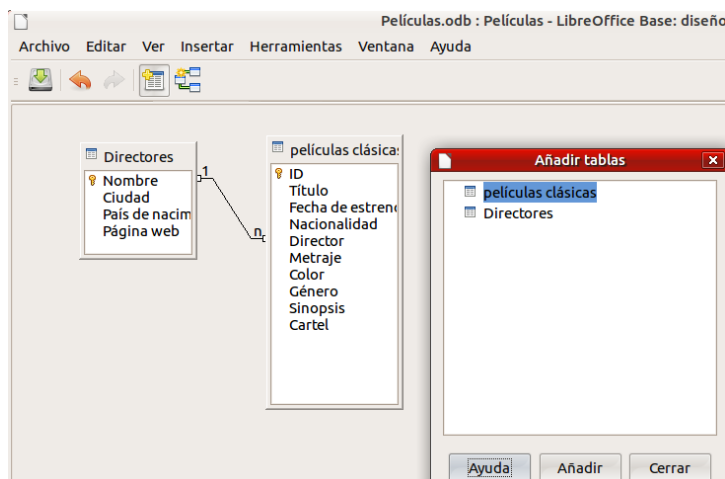 Películas.odb : Películas - LibreOffice Base: diseño
Archivo Editar Ver Insertar Herramientas Ventana Ayuda
Directores
Nombre
Ciudad
País de nacim
Página web
1
n
películas clásicas
ID
Título
Fecha de estreno
Nacionalidad
Director
Metraje
Color
Género
Sinopsis
Cartel
Añadir tablas
películas clásicas
Directores
Ayuda Añadir Cerrar